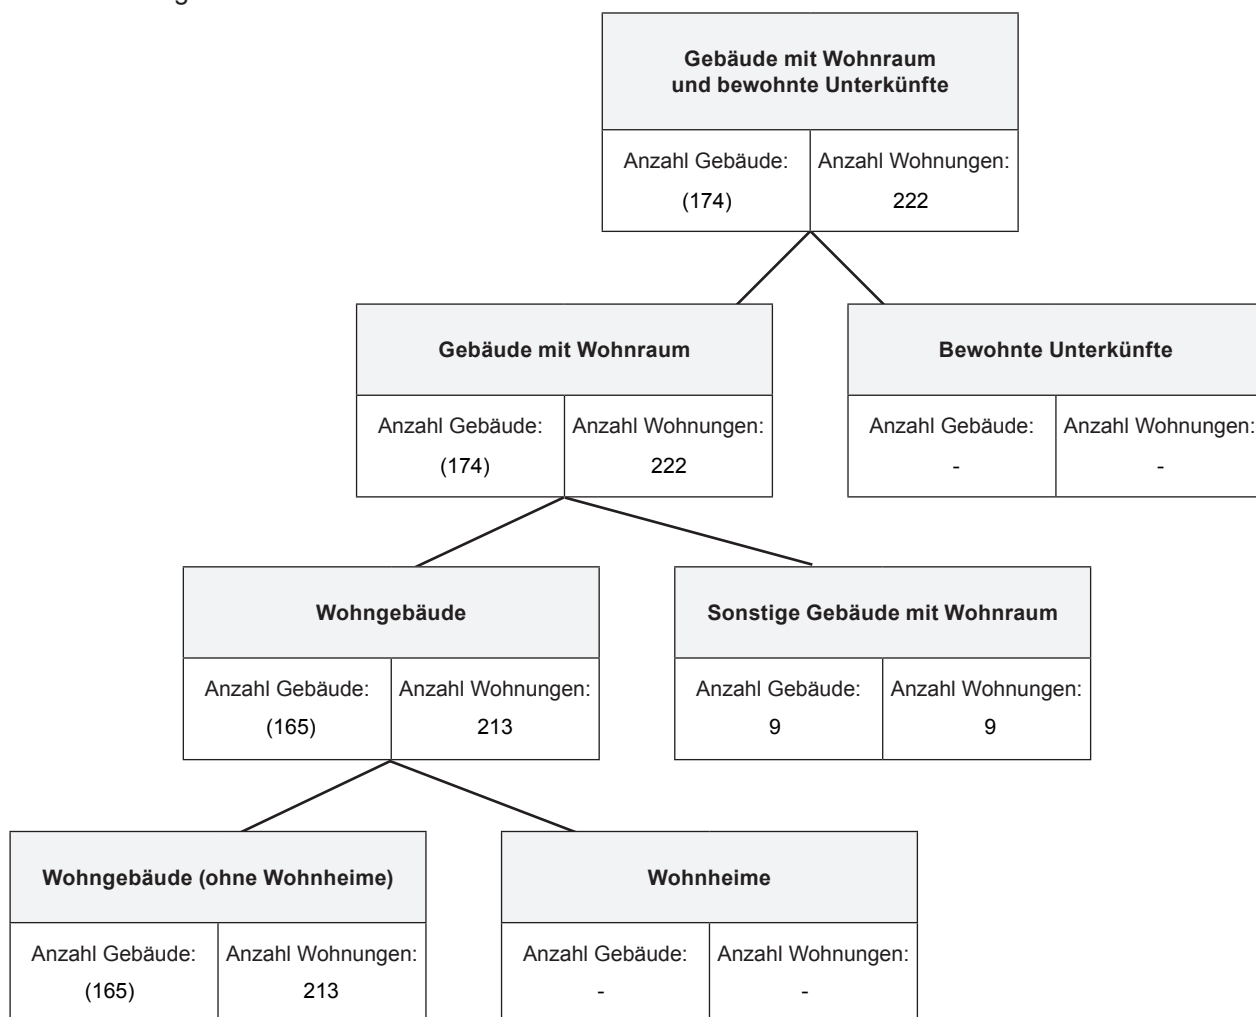 Gebäude mit Wohnraum
und bewohnte Unterkünfte
Anzahl Gebäude: Anzahl Wohnungen:
(174) 222
Gebäude mit Wohnraum
Bewohnte Unterkünfte
Anzahl Gebäude: Anzahl Wohnungen:
(174) 222
Anzahl Gebäude: Anzahl Wohnungen:
- -
Wohngebäude
Sonstige Gebäude mit Wohnraum
Anzahl Gebäude: Anzahl Wohnungen:
(165) 213
Anzahl Gebäude: Anzahl Wohnungen:
9 9
Wohngebäude (ohne Wohnheime)
Wohnheime
Anzahl Gebäude: Anzahl Wohnungen:
(165) 213
Anzahl Gebäude: Anzahl Wohnungen:
- -